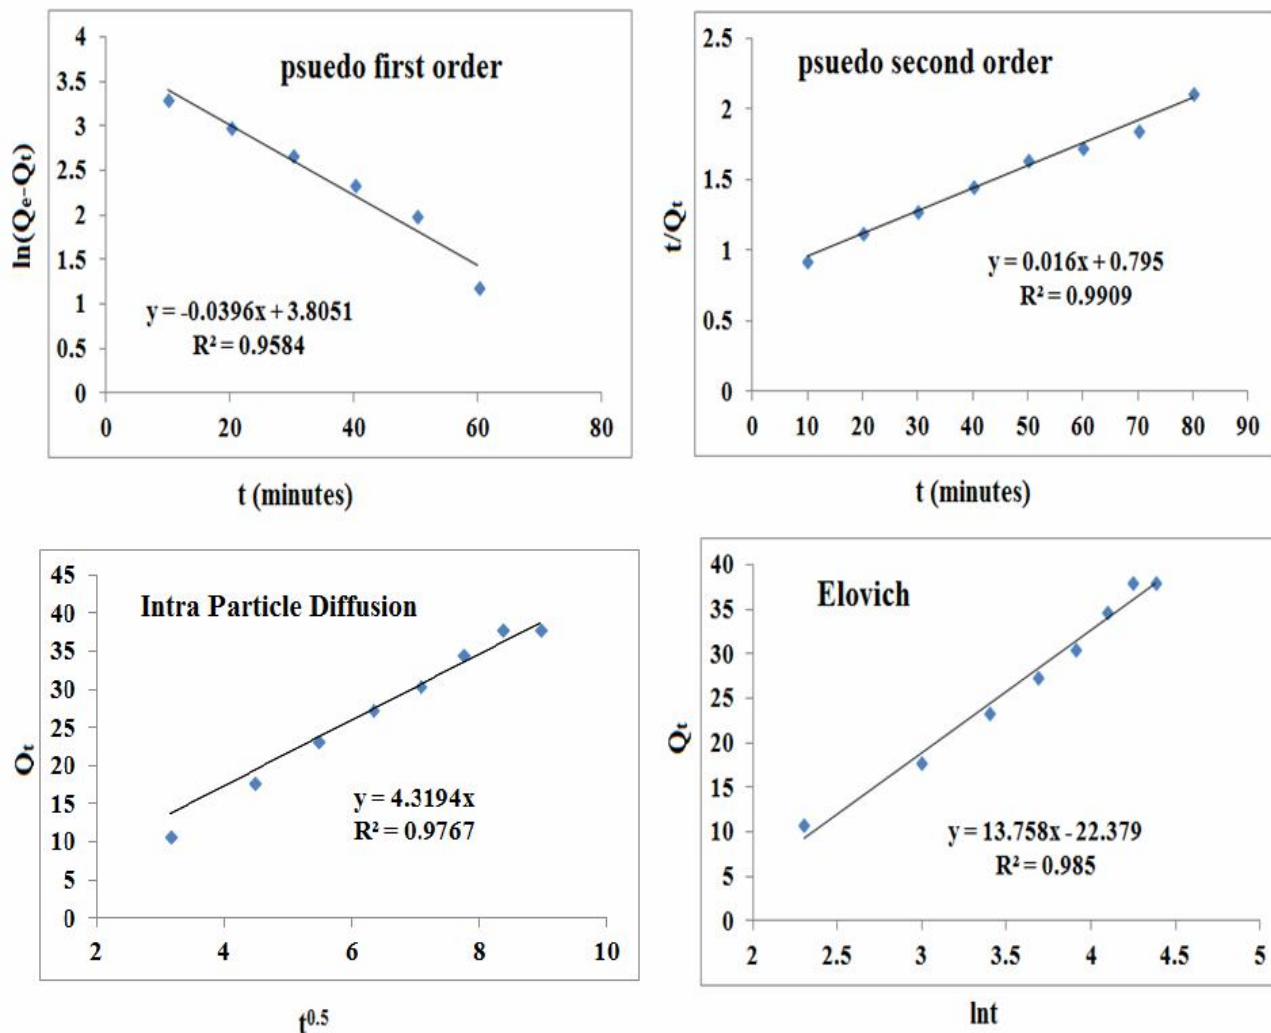 psuedo first order
ln(Qₑ-Qₜ)
4
3.5
3
2.5
2
1.5
1
0.5
0
y = -0.0396x + 3.8051
R² = 0.9584
0 20 40 60 80
t (minutes)
psuedo second order
t/Qₜ
2.5
2
1.5
1
0.5
0
y = 0.016x + 0.795
R² = 0.9909
0 10 20 30 40 50 60 70 80 90
t (minutes)
Intra Particle Diffusion
Qₜ
45
40
35
30
25
20
15
10
5
0
y = 4.3194x
R² = 0.9767
2 4 6 8 10
t⁰·⁵
Elovich
Qₜ
40
35
30
25
20
15
10
5
0
y = 13.758x - 22.379
R² = 0.985
2 2.5 3 3.5 4 4.5 5
lnt